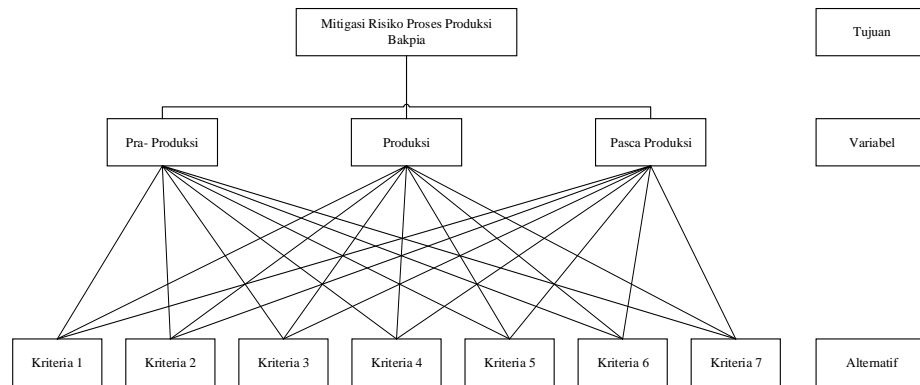 Mitigasi Risiko Proses Produksi
Bakpia
Tujuan
Pra- Produksi
Produksi
Pasca Produksi
Variabel
Kriteria 1
Kriteria 2
Kriteria 3
Kriteria 4
Kriteria 5
Kriteria 6
Kriteria 7
Alternatif